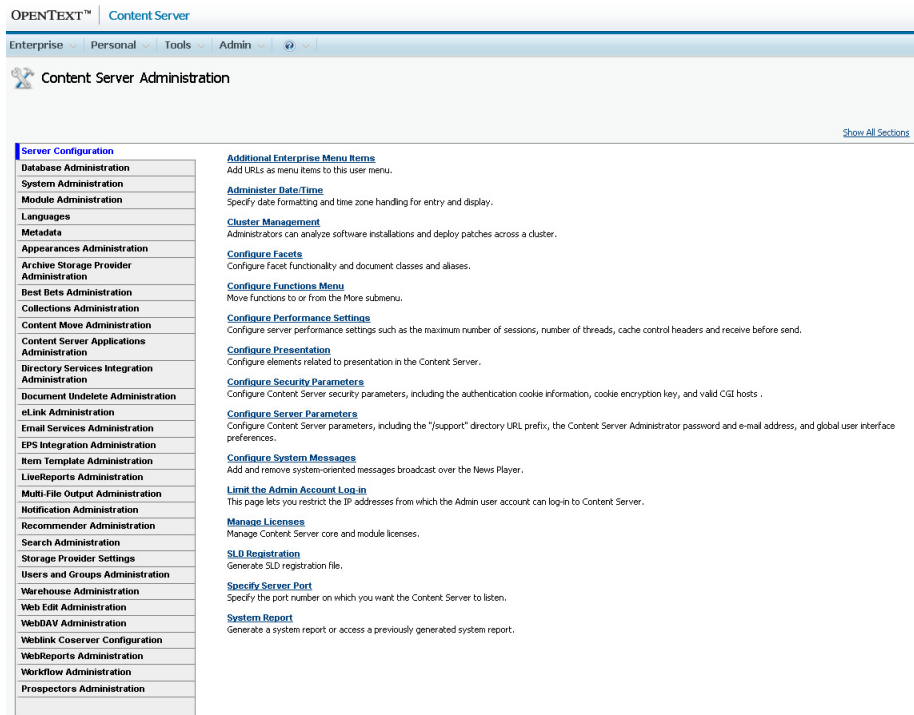 OPENTEXT™ Content Server
Enterprise Personal Tools Admin
Content Server Administration
Show All Sections
Server Configuration
Database Administration
System Administration
Module Administration
Languages
Metadata
Appearances Administration
Archive Storage Provider
Administration
Best Bets Administration
Collections Administration
Content Move Administration
Content Server Applications
Administration
Directory Services Integration
Administration
Document Undelete Administration
eLink Administration
Email Services Administration
EPS Integration Administration
Item Template Administration
LiveReports Administration
Multi-File Output Administration
Notification Administration
Recommender Administration
Search Administration
Storage Provider Settings
Users and Groups Administration
Warehouse Administration
Web Edit Administration
WebDAV Administration
Weblink Coserver Configuration
WebReports Administration
Workflow Administration
Prospectors Administration
Additional Enterprise Menu Items
Add URLs as menu items to this user menu.
Administer Date/Time
Specify date formatting and time zone handling for entry and display.
Cluster Management
Administrators can analyze software installations and deploy patches across a cluster.
Configure Facets
Configure facet functionality and document classes and aliases.
Configure Functions Menu
Move functions to or from the More submenu.
Configure Performance Settings
Configure server performance settings such as the maximum number of sessions, number of threads, cache control headers and receive before send.
Configure Presentation
Configure elements related to presentation in the Content Server.
Configure Security Parameters
Configure Content Server security parameters, including the authentication cookie information, cookie encryption key, and valid CGI hosts .
Configure Server Parameters
Configure Content Server parameters, including the "/support" directory URL prefix, the Content Server Administrator password and e-mail address, and global user interface
preferences.
Configure System Messages
Add and remove system-oriented messages broadcast over the News Player.
Limit the Admin Account Log-in
This page lets you restrict the IP addresses from which the Admin user account can log-in to Content Server.
Manage Licenses
Manage Content Server core and module licenses.
SLD Registration
Generate SLD registration file.
Specify Server Port
Specify the port number on which you want the Content Server to listen.
System Report
Generate a system report or access a previously generated system report.